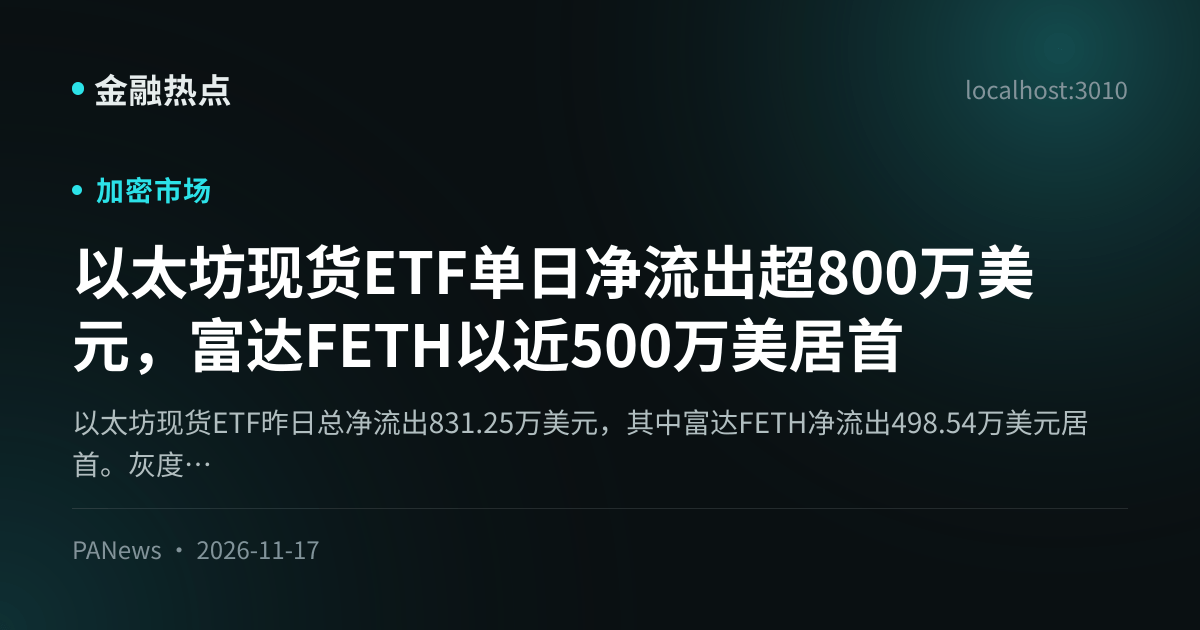 金融热点
localhost:3010
加密市场
以太坊现货ETF单日净流出超800万美
元，富达FETH以近500万美居首
以太坊现货ETF昨日总净流出831.25万美元，其中富达FETH净流出498.54万美元居
首。灰度…
PANews • 2026-11-17